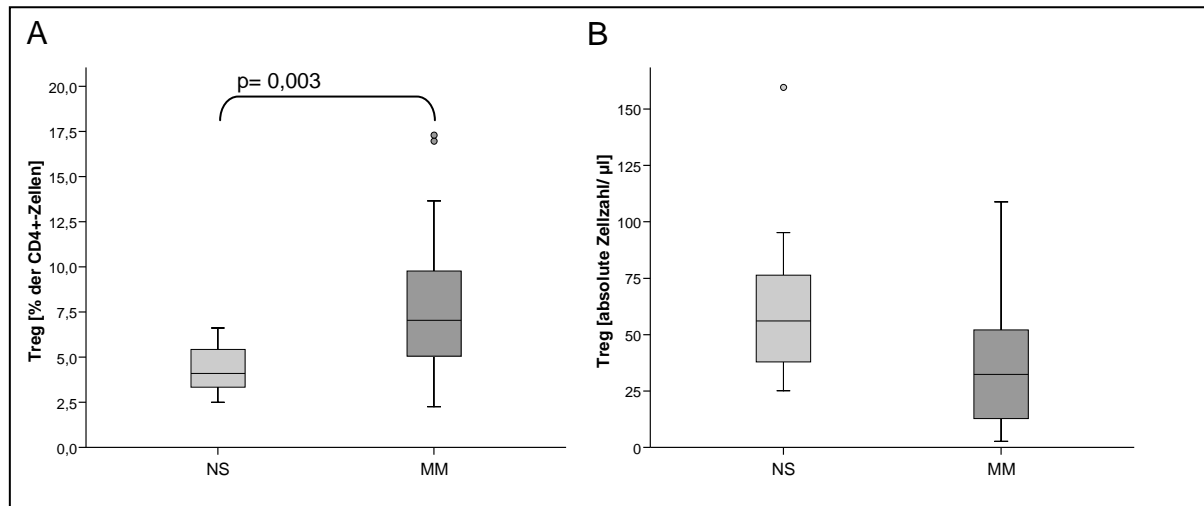 A
p= 0,003
Treg [% der CD4+-Zellen]
20,0
17,5
15,0
12,5
10,0
7,5
5,0
2,5
0,0
NS
MM
B
Treg [absolute Zellzahl/ µl]
150
125
100
75
50
25
0
NS
MM